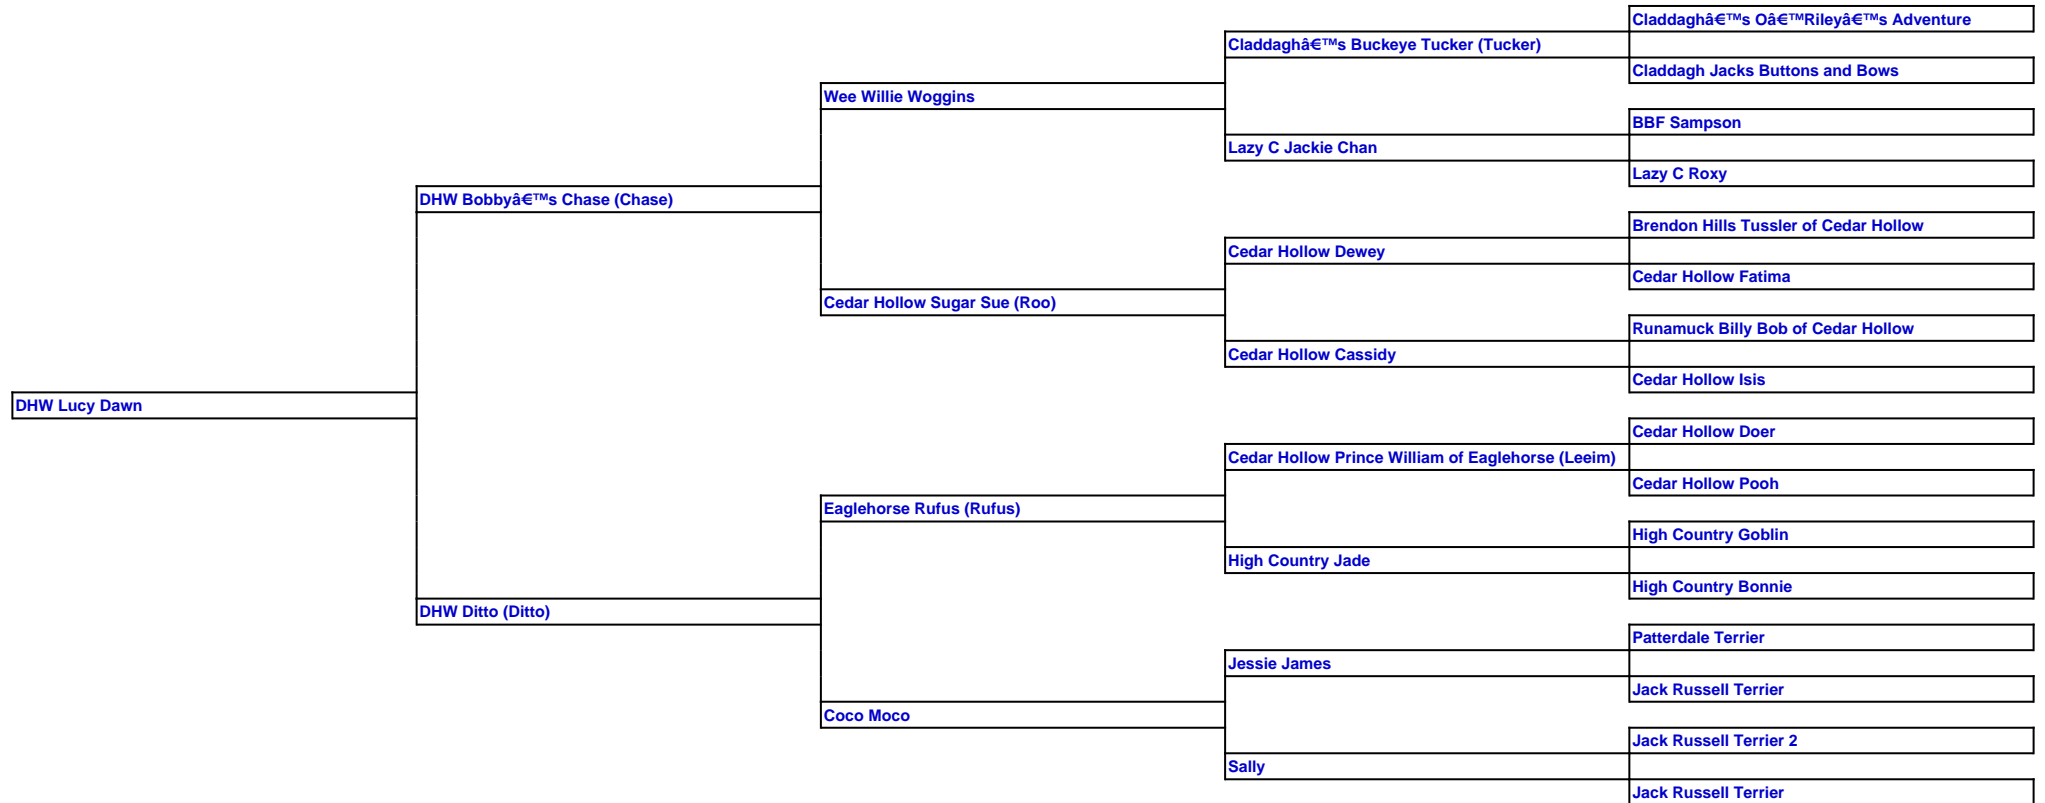 Claddaghâ€™s Oâ€™Rileyâ€™s Adventure
Claddaghâ€™s Buckeye Tucker (Tucker)
Claddagh Jacks Buttons and Bows
Wee Willie Woggins
BBF Sampson
Lazy C Jackie Chan
Lazy C Roxy
DHW Bobbyâ€™s Chase (Chase)
Brendon Hills Tussler of Cedar Hollow
Cedar Hollow Dewey
Cedar Hollow Fatima
Cedar Hollow Sugar Sue (Roo)
Runamuck Billy Bob of Cedar Hollow
Cedar Hollow Cassidy
Cedar Hollow Isis
DHW Lucy Dawn
Cedar Hollow Doer
Cedar Hollow Prince William of Eaglehorse (Leeim)
Cedar Hollow Pooh
Eaglehorse Rufus (Rufus)
High Country Goblin
High Country Jade
High Country Bonnie
DHW Ditto (Ditto)
Patterdale Terrier
Jessie James
Jack Russell Terrier
Coco Moco
Jack Russell Terrier 2
Sally
Jack Russell Terrier